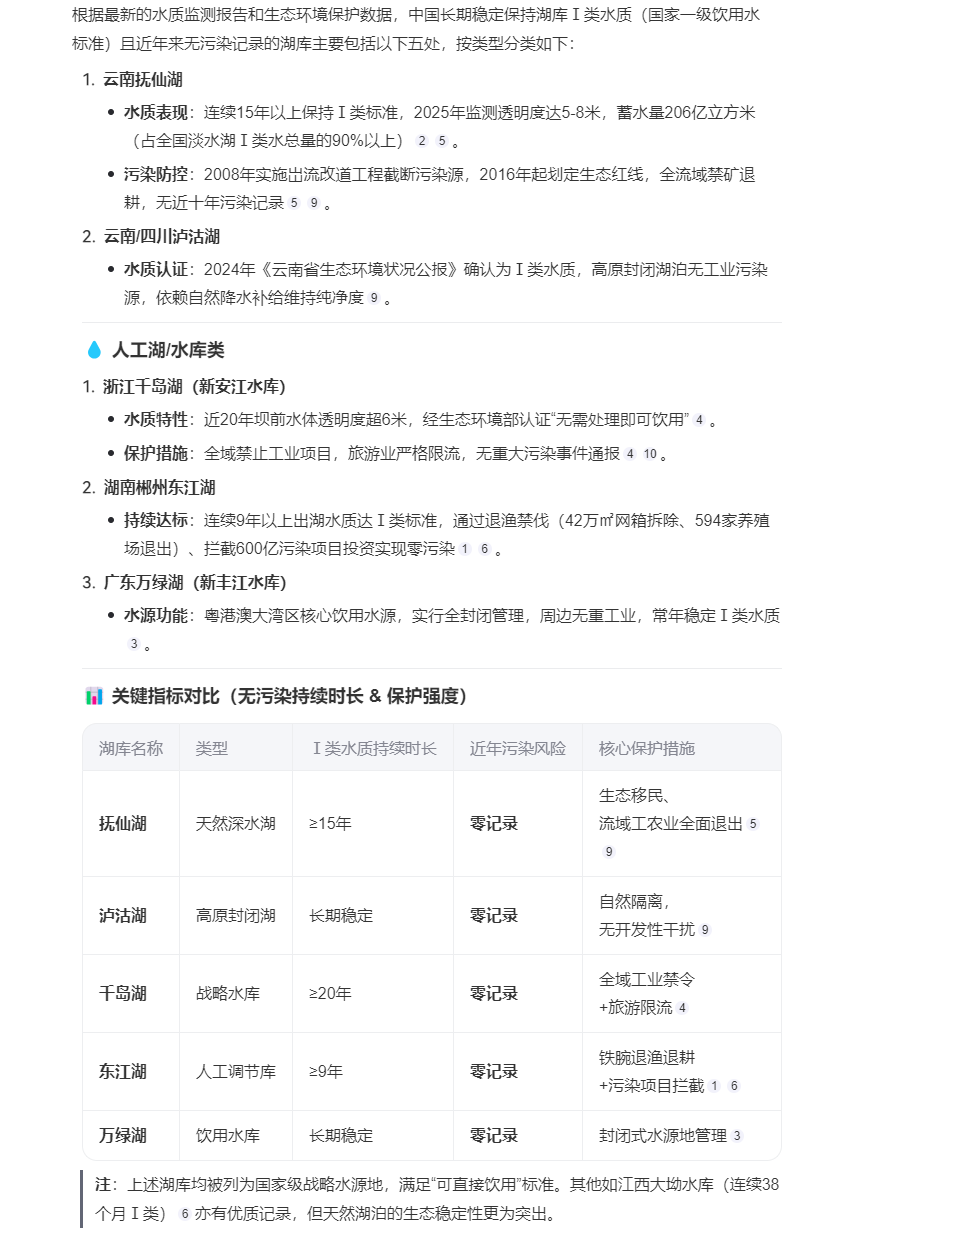 根据最新的水质监测报告和生态环境保护数据，中国长期稳定保持湖库Ⅰ类水质（国家一级饮用水
标准）且近年来无污染记录的湖库主要包括以下五处，按类型分类如下：
1. 云南抚仙湖
• 水质表现：连续15年以上保持Ⅰ类标准，2025年监测透明度达5-8米，蓄水量206亿立方米
（占全国淡水湖Ⅰ类水总量的90%以上） 2 5 。
• 污染防控：2008年实施出流改道工程截断污染源，2016年起划定生态红线，全流域禁矿退
耕，无近十年污染记录 5 9 。
2. 云南/四川泸沽湖
• 水质认证：2024年《云南省生态环境状况公报》确认为Ⅰ类水质，高原封闭湖泊无工业污染
源，依赖自然降水补给维持纯净度 9 。
💧 人工湖/水库类
1. 浙江千岛湖（新安江水库）
• 水质特性：近20年坝前水体透明度超6米，经生态环境部认证“无需处理即可饮用” 4 。
• 保护措施：全域禁止工业项目，旅游业严格限流，无重大污染事件通报 4 10 。
2. 湖南郴州东江湖
• 持续达标：连续9年以上出湖水质达Ⅰ类标准，通过退渔禁伐（42万㎡网箱拆除、594家养殖
场退出）、拦截600亿污染项目投资实现零污染 1 6 。
3. 广东万绿湖（新丰江水库）
• 水源功能：粤港澳大湾区核心饮用水源，实行全封闭管理，周边无重工业，常年稳定Ⅰ类水质
3 。
📊 关键指标对比（无污染持续时长 & 保护强度）
湖库名称 类型 Ⅰ类水质持续时长 近年污染风险 核心保护措施
抚仙湖 天然深水湖 ≥15年 零记录 生态移民、
流域工农业全面退出 5
9
泸沽湖 高原封闭湖 长期稳定 零记录 自然隔离，
无开发性干扰 9
千岛湖 战略水库 ≥20年 零记录 全域工业禁令
+旅游限流 4
东江湖 人工调节库 ≥9年 零记录 铁腕退渔退耕
+污染项目拦截 1 6
万绿湖 饮用水库 长期稳定 零记录 封闭式水源地管理 3
注：上述湖库均被列为国家级战略水源地，满足“可直接饮用”标准。其他如江西大坳水库（连续38
个月Ⅰ类） 6 亦有优质记录，但天然湖泊的生态稳定性更为突出。